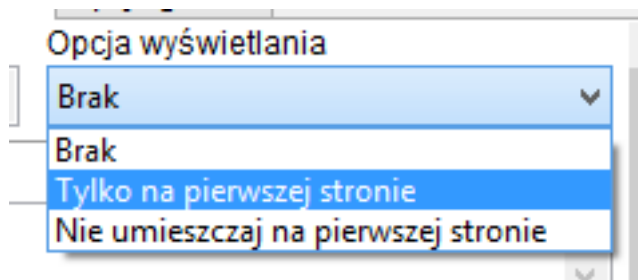 Opcja wyświetlania
Brak
Brak
Tylko na pierwszej stronie
Nie umieszczaj na pierwszej stronie